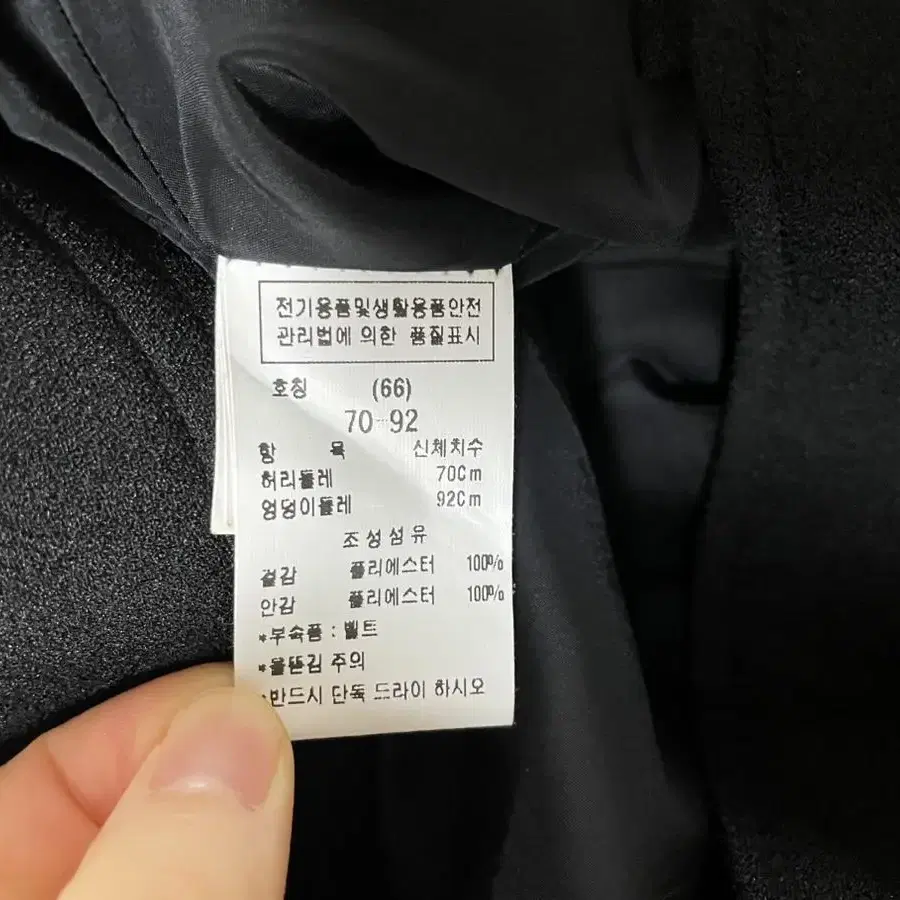 전기용품및생활용품안전
관리법에 의한 품질표시
호칭 (66)
70-92
항 목 신체치수
허리둘레 70Cm
엉덩이둘레 92Cm
조성섬유
겉감 폴리에스터 100%
안감 폴리에스터 100%
*부속품 : 벨트
*올뜯김 주의
*반드시 단독 드라이 하시오